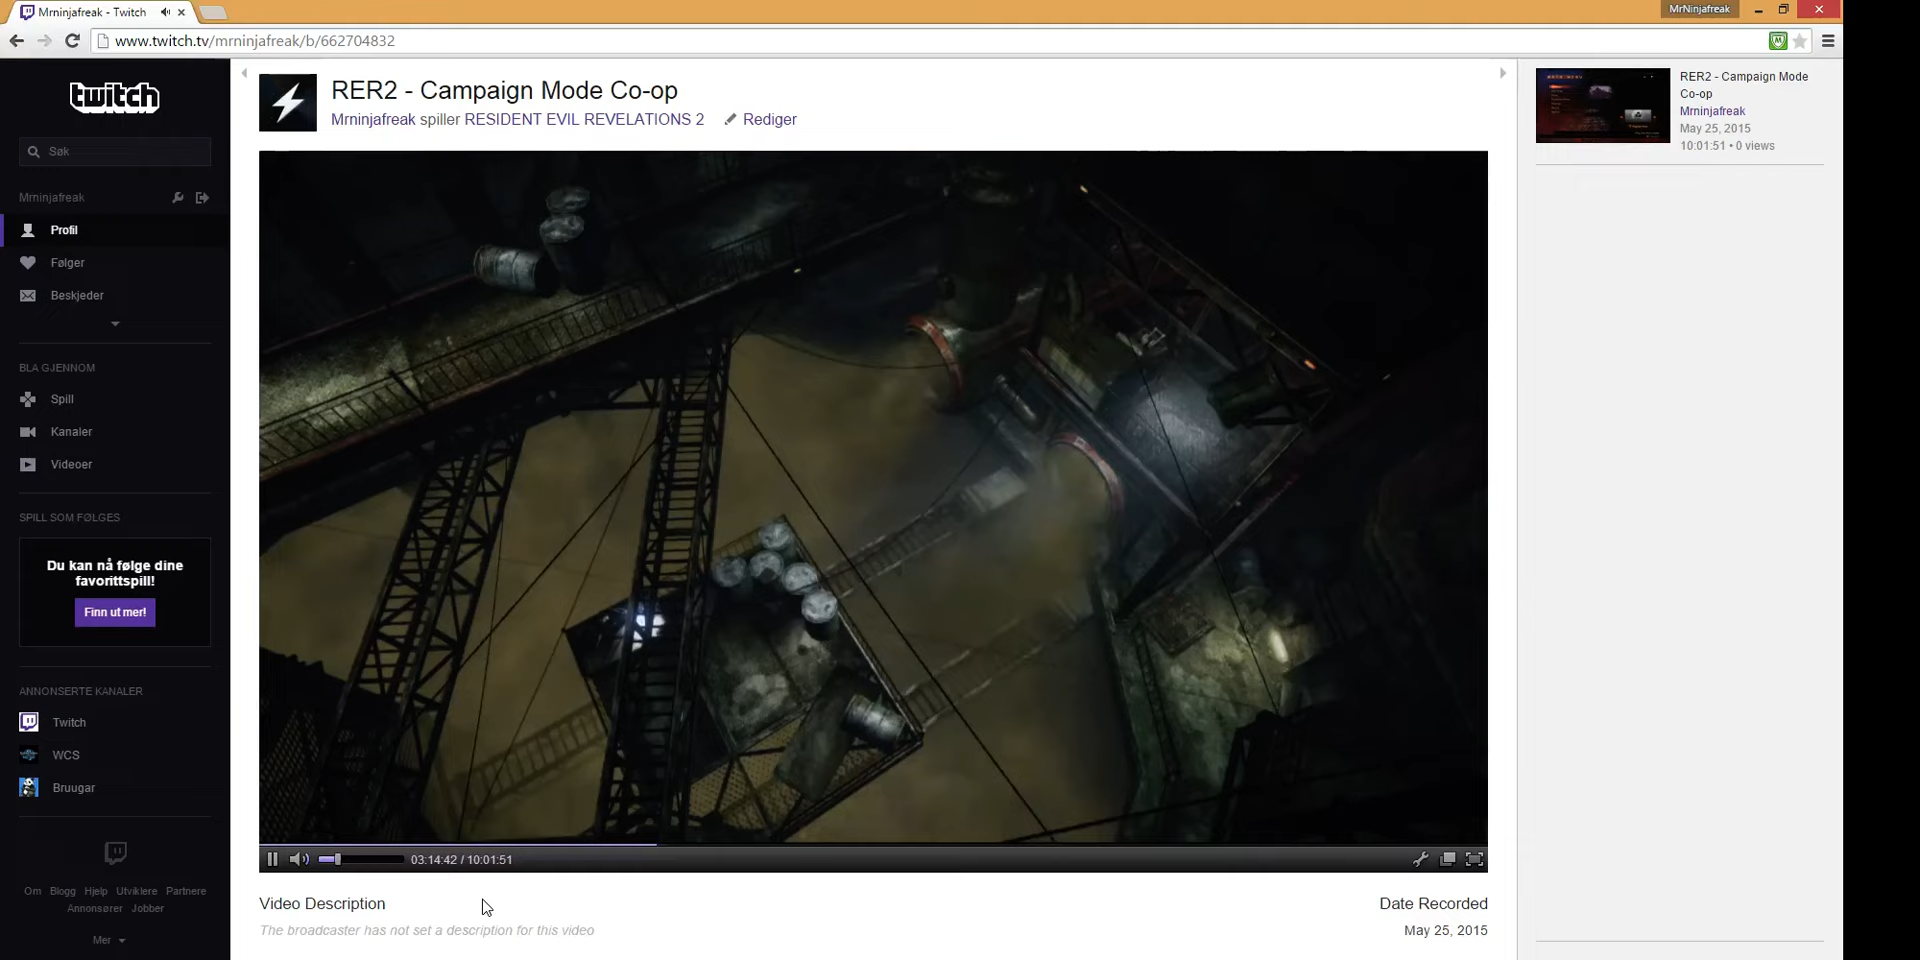 Mrninjafreak - Twitch
MrNinjafreak
www.twitch.tv/mrninjafreak/b/662704832
twitch
Søk
Mrninjafreak
Profil
Følger
Beskjeder
BLA GJENNOM
Spill
Kanaler
Videoer
SPILL SOM FØLGES
Du kan nå følge dine
favorittspill!
Finn ut mer!
ANNONSERTE KANALER
Twitch
WCS
Bruugar
Om Blogg Hjelp Utviklere Partnere
Annonsører Jobber
Mer
RER2 - Campaign Mode Co-op
Mrninjafreak spiller RESIDENT EVIL REVELATIONS 2 Rediger
03:14:42 / 10:01:51
Video Description
The broadcaster has not set a description for this video
Date Recorded
May 25, 2015
RER2 - Campaign Mode
Co-op
Mrninjafreak
May 25, 2015
10:01:51 • 0 views